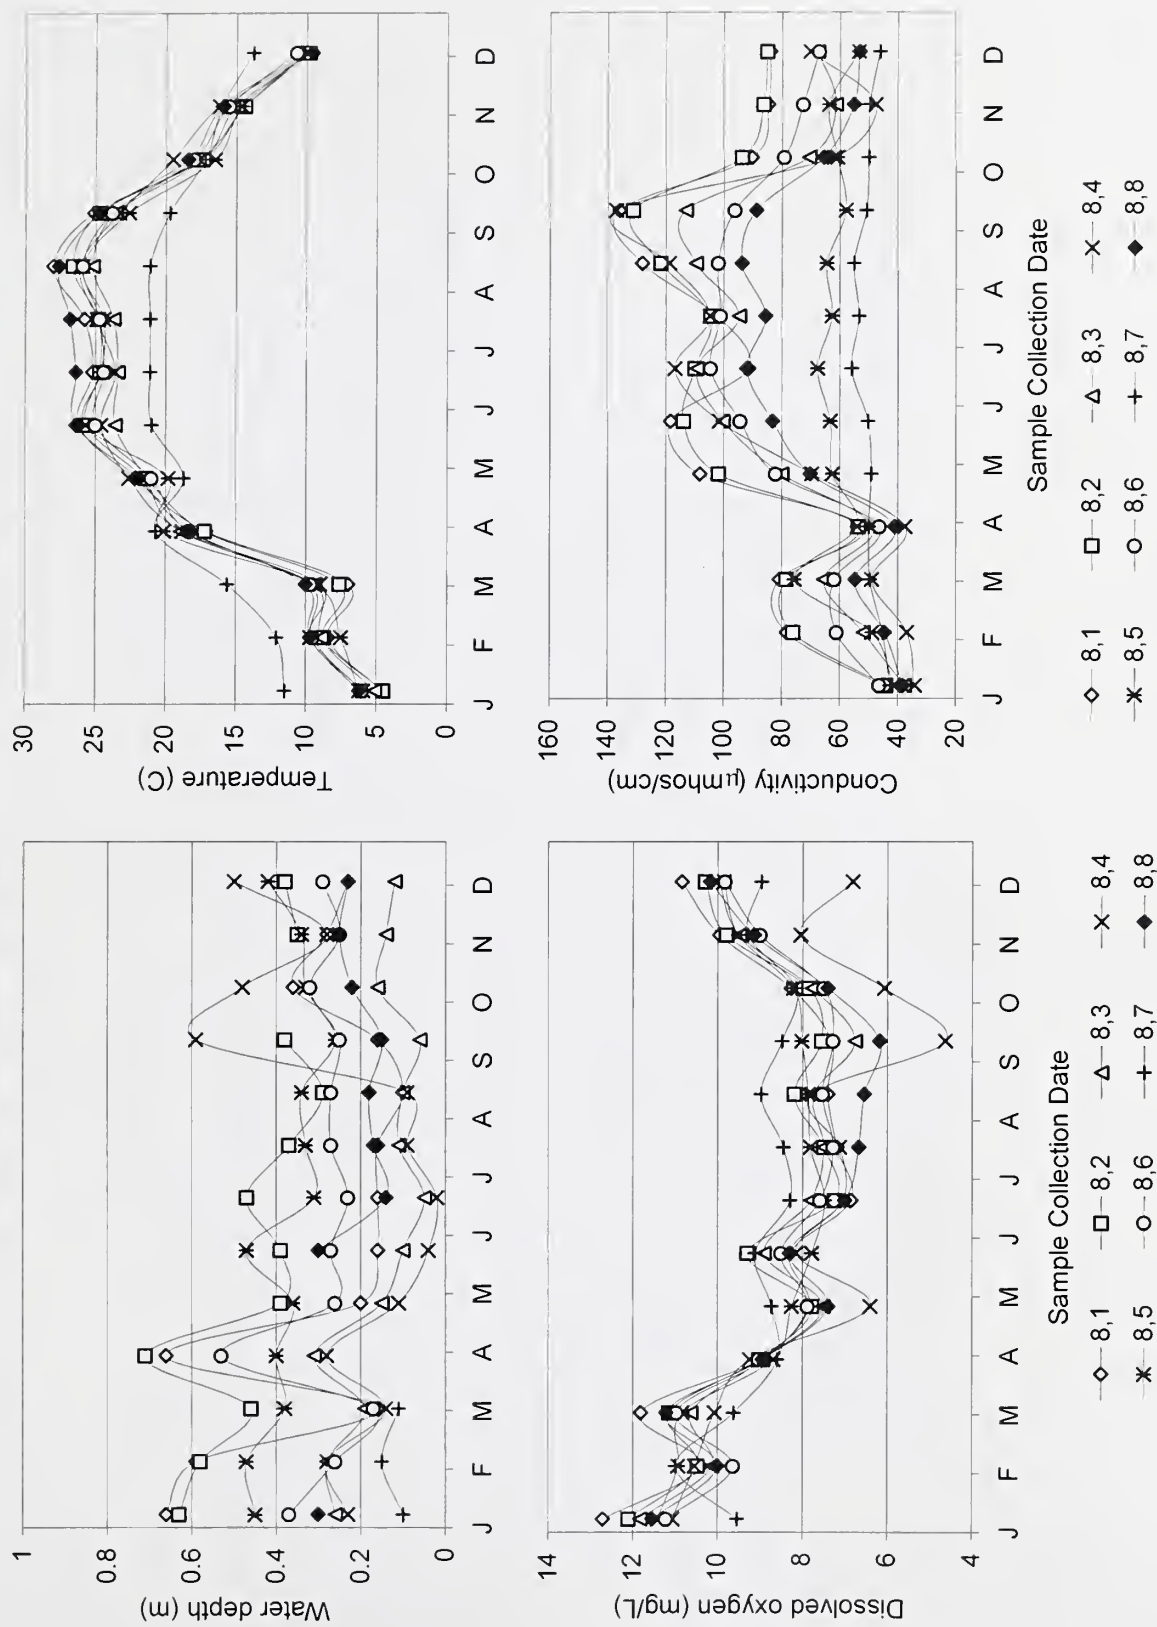 Water depth (m)
1
0.8
0.6
0.4
0.2
0
J F M A M J J A S O N D
Temperature (C)
30
25
20
15
10
5
0
J F M A M J J A S O N D
Dissolved oxygen (mg/L)
14
12
10
8
6
4
J F M A M J J A S O N D
Sample Collection Date
8,1 8,2 8,3 8,4
8,5 8,6 8,7 8,8
Conductivity (μmhos/cm)
160
140
120
100
80
60
40
20
J F M A M J J A S O N D
Sample Collection Date
8,1 8,2 8,3 8,4
8,5 8,6 8,7 8,8